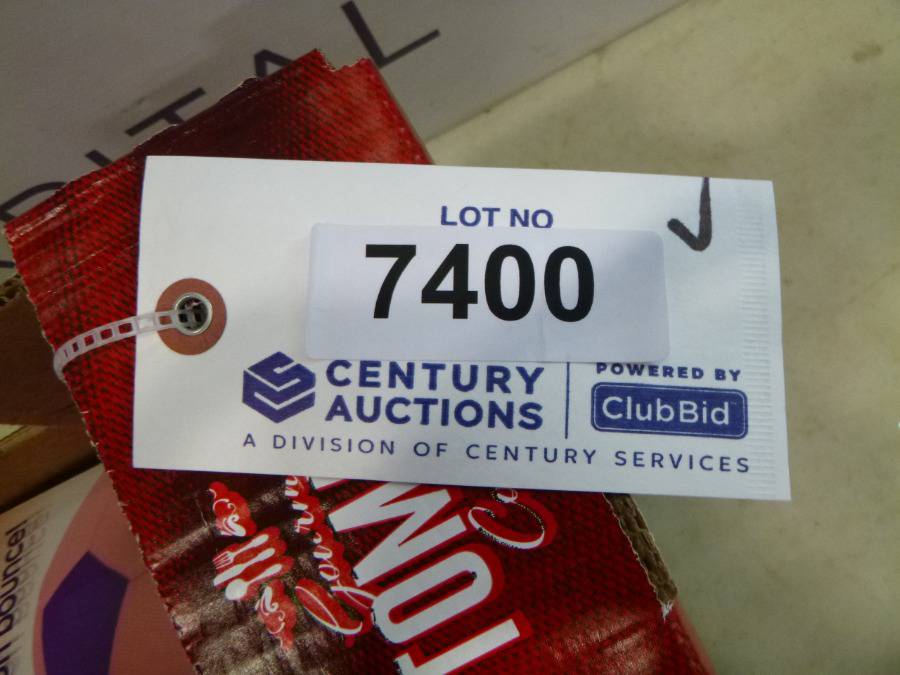 LOT NO
7400
CENTURY
AUCTIONS
A DIVISION OF CENTURY SERVICES
POWERED BY
ClubBid